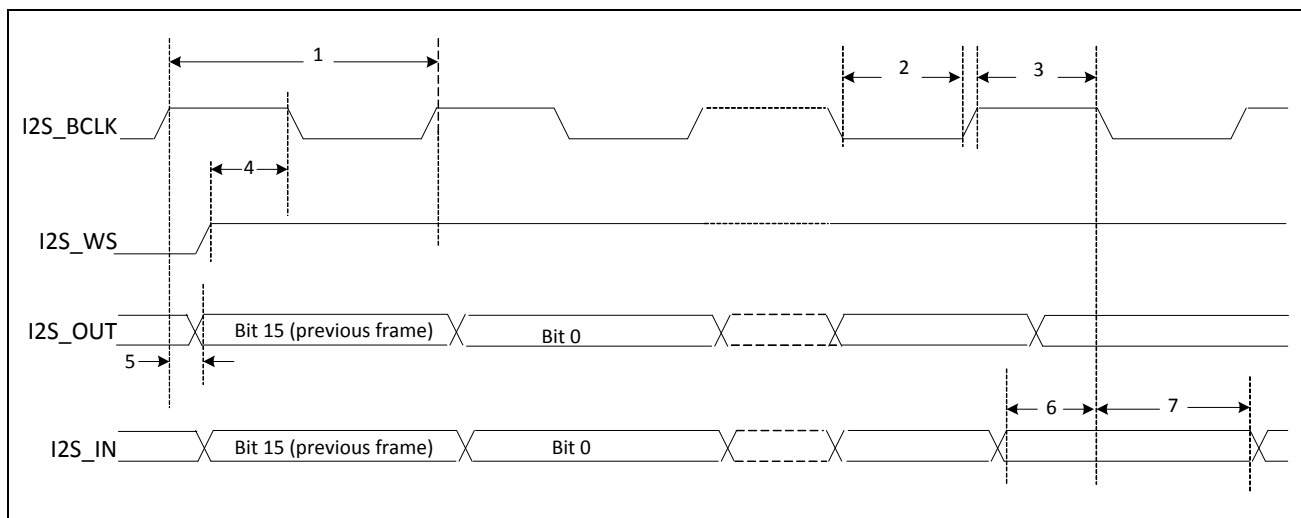 1
2
3
I2S_BCLK
4
I2S_WS
I2S_OUT
Bit 15 (previous frame)
Bit 0
5
6
7
I2S_IN
Bit 15 (previous frame)
Bit 0